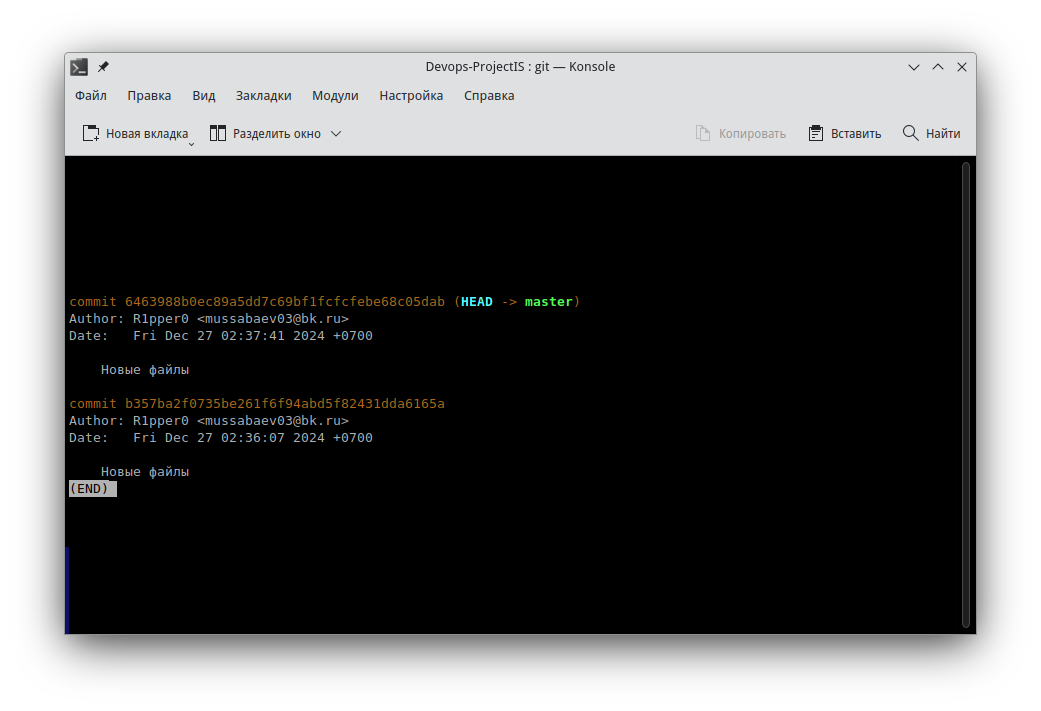 Devops-ProjectIS : git — Konsole
Файл Правка Вид Закладки Модули Настройка Справка
Новая вкладка Разделить окно Копировать Вставить Найти
commit 6463988b0ec89a5dd7c69bf1fcfcfebe68c05dab (HEAD -> master)
Author: R1pper0 <mussabaev03@bk.ru>
Date:   Fri Dec 27 02:37:41 2024 +0700
Новые файлы
commit b357ba2f0735be261f6f94abd5f82431dda6165a
Author: R1pper0 <mussabaev03@bk.ru>
Date:   Fri Dec 27 02:36:07 2024 +0700
Новые файлы
(END)